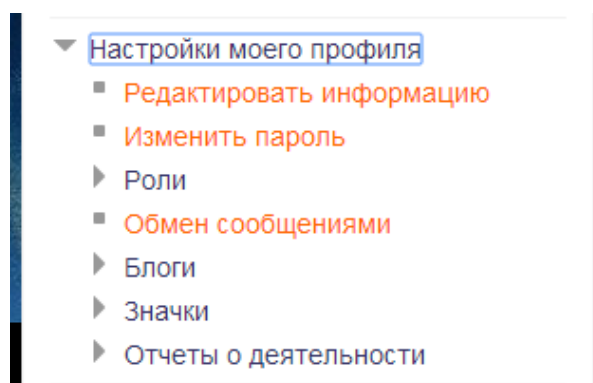 Настройки моего профиля
Редактировать информацию
Изменить пароль
Роли
Обмен сообщениями
Блоги
Значки
Отчеты о деятельности